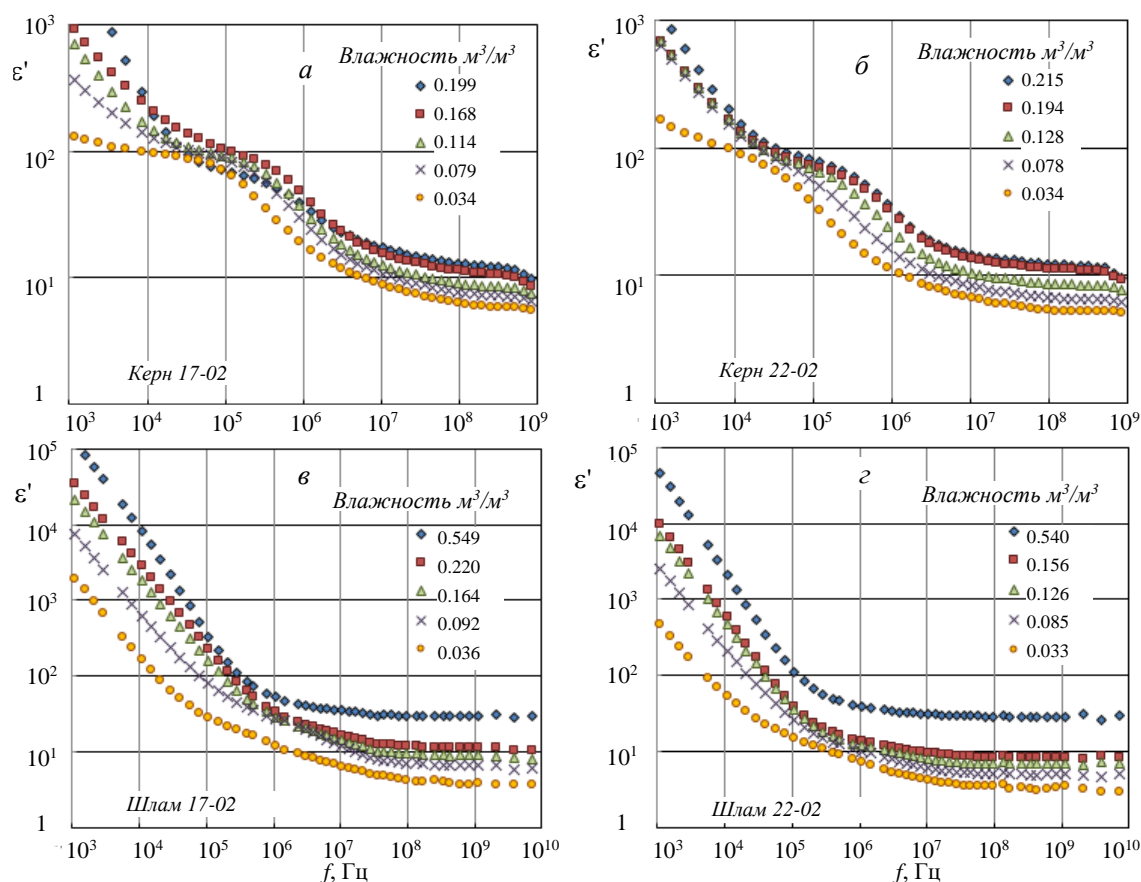 10³
ε'
10²
10¹
1
а
Влажность м³/м³
0.199
0.168
0.114
0.079
0.034
Керн 17-02
10³ 10⁴ 10⁵ 10⁶ 10⁷ 10⁸ 10⁹
10³
ε'
10²
10¹
1
б
Влажность м³/м³
0.215
0.194
0.128
0.078
0.034
Керн 22-02
10³ 10⁴ 10⁵ 10⁶ 10⁷ 10⁸ 10⁹
10⁵
ε'
10⁴
10³
10²
10¹
1
в
Влажность м³/м³
0.549
0.220
0.164
0.092
0.036
Шлам 17-02
10³ 10⁴ 10⁵ 10⁶ 10⁷ 10⁸ 10⁹ 10¹⁰
f, Гц
10⁵
ε'
10⁴
10³
10²
10¹
1
г
Влажность м³/м³
0.540
0.156
0.126
0.085
0.033
Шлам 22-02
10³ 10⁴ 10⁵ 10⁶ 10⁷ 10⁸ 10⁹ 10¹⁰
f, Гц